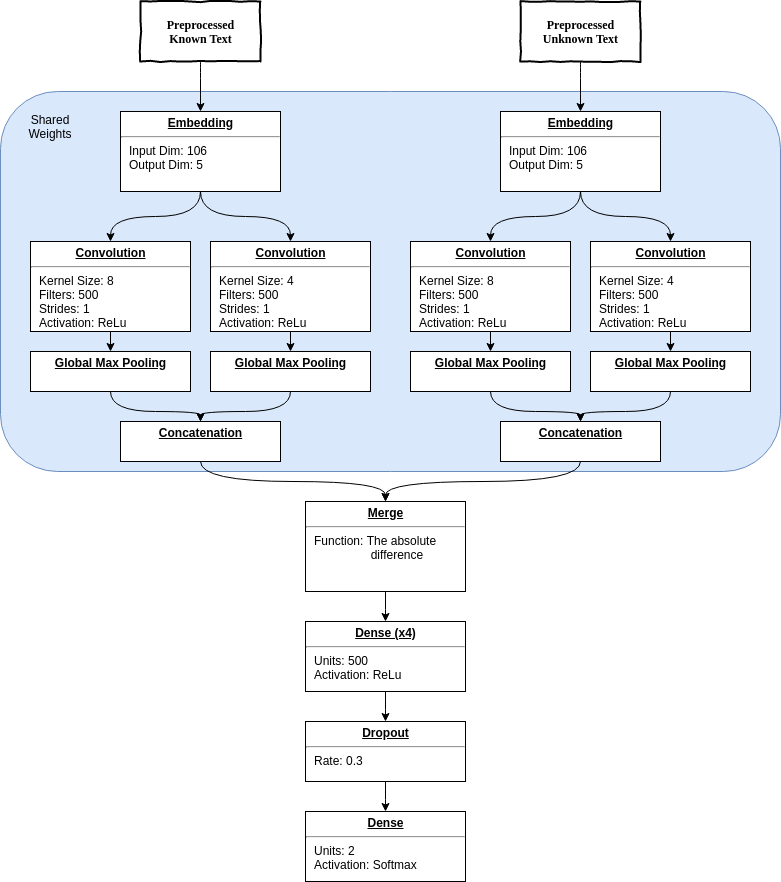 Preprocessed
Known Text
Preprocessed
Unknown Text
Shared
Weights
Embedding
Input Dim: 106
Output Dim: 5
Embedding
Input Dim: 106
Output Dim: 5
Convolution
Kernel Size: 8
Filters: 500
Strides: 1
Activation: ReLu
Convolution
Kernel Size: 4
Filters: 500
Strides: 1
Activation: ReLu
Convolution
Kernel Size: 8
Filters: 500
Strides: 1
Activation: ReLu
Convolution
Kernel Size: 4
Filters: 500
Strides: 1
Activation: ReLu
Global Max Pooling
Global Max Pooling
Global Max Pooling
Global Max Pooling
Concatenation
Concatenation
Merge
Function: The absolute
difference
Dense (x4)
Units: 500
Activation: ReLu
Dropout
Rate: 0.3
Dense
Units: 2
Activation: Softmax